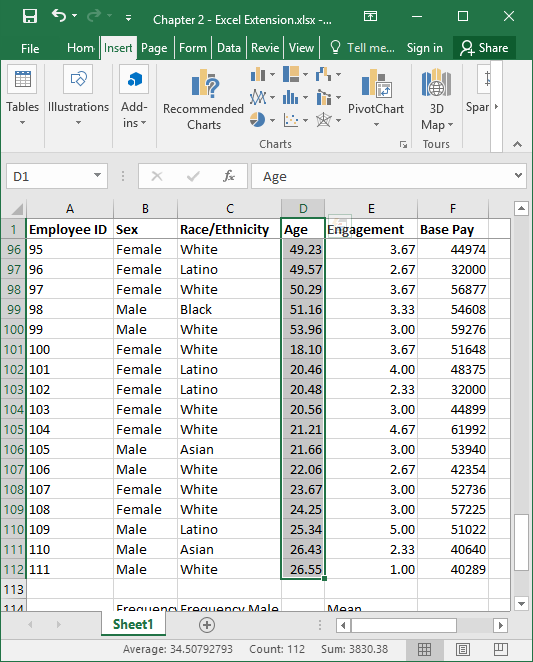 Chapter 2 - Excel Extension.xlsx -...
File Hom Insert Page Form Data Revie View Tell me... Sign in Share
Tables Illustrations Add-ins Recommended Charts PivotChart 3D Map Spar
Charts Tours
D1 fx Age
A B C D E F
1 Employee ID Sex Race/Ethnicity Age Engagement Base Pay
96 95 Female White 49.23 3.67 44974
97 96 Female Latino 49.57 2.67 32000
98 97 Female White 50.29 3.67 56877
99 98 Male Black 51.16 3.33 54608
100 99 Male White 53.96 3.00 59276
101 100 Female White 18.10 3.67 51648
102 101 Female Latino 20.46 4.00 48375
103 102 Female Latino 20.48 2.33 32000
104 103 Female White 20.56 3.00 44899
105 104 Female White 21.21 4.67 61992
106 105 Male Asian 21.66 3.00 53940
107 106 Male White 22.06 2.67 42354
108 107 Female White 23.67 3.00 52736
109 108 Female White 24.25 3.00 57225
110 109 Male Latino 25.34 5.00 51022
111 110 Male Asian 26.43 2.33 40640
112 111 Male White 26.55 1.00 40289
113
114 Frequency Frequency Male Mean
Sheet1
Average: 34.50792793 Count: 112 Sum: 3830.38